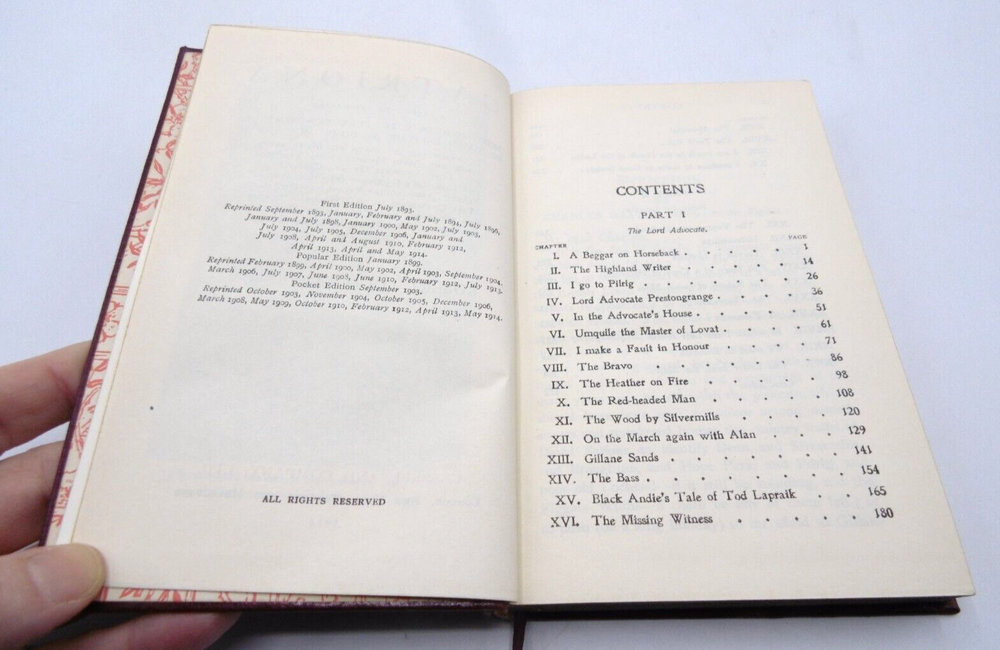 First Edition July 1893.
Reprinted September 1893, January, February and July 1894, July 1896,
January and July 1898, January 1900, May 1902, July 1903,
July 1904, July 1905, December 1906, January and
July 1908, April and August 1910, February 1912,
April 1913, April and May 1914.
Popular Edition January 1899.
Reprinted February 1899, April 1900, May 1902, April 1903, September 1904.
March 1906, July 1907, June 1908, June 1910, February 1912, July 1913.
Pocket Edition September 1903.
Reprinted October 1903, November 1904, October 1905, December 1906,
March 1908, May 1909, October 1910, February 1912, April 1913, May 1914.
ALL RIGHTS RESERVED
CONTENTS
PART I
The Lord Advocate.
CHAPTER PAGE
I. A Beggar on Horseback . . . . . . 1
II. The Highland Writer . . . . . . 14
III. I go to Pilrig . . . . . . . 26
IV. Lord Advocate Prestongrange . . . . . 36
V. In the Advocate's House . . . . . . 51
VI. Umquile the Master of Lovat . . . . . 61
VII. I make a Fault in Honour . . . . . 71
VIII. The Bravo . . . . . . . 86
IX. The Heather on Fire . . . . . . 98
X. The Red-headed Man . . . . . . 108
XI. The Wood by Silvermills . . . . . 120
XII. On the March again with Alan . . . . 129
XIII. Gillane Sands . . . . . . . 141
XIV. The Bass . . . . . . . . 154
XV. Black Andie's Tale of Tod Lapraik . . 165
XVI. The Missing Witness . . . . . 180